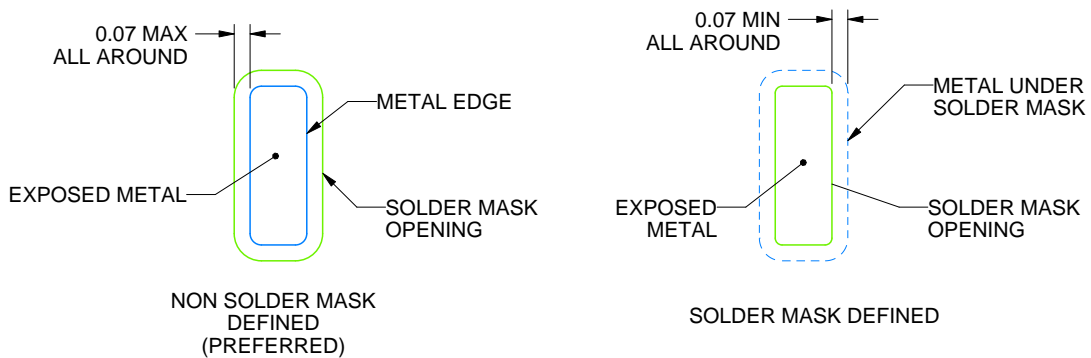 0.07 MAX
ALL AROUND
METAL EDGE
EXPOSED METAL
SOLDER MASK
OPENING
NON SOLDER MASK
DEFINED
(PREFERRED)
0.07 MIN
ALL AROUND
METAL UNDER
SOLDER MASK
EXPOSED
METAL
SOLDER MASK
OPENING
SOLDER MASK DEFINED